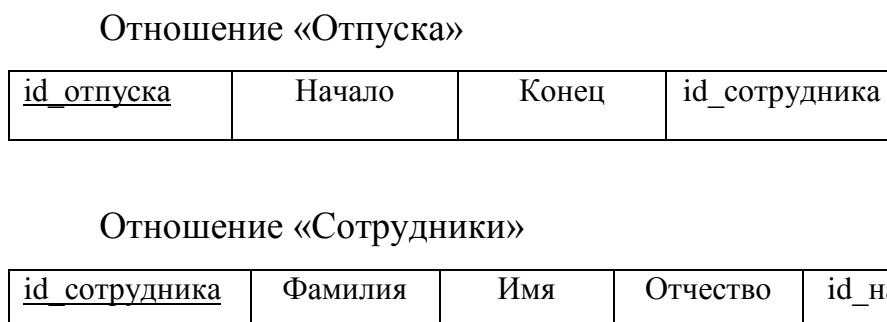 Отношение «Отпуска»
id_отпуска Начало Конец id_сотрудника
Отношение «Сотрудники»
id_сотрудника Фамилия Имя Отчество